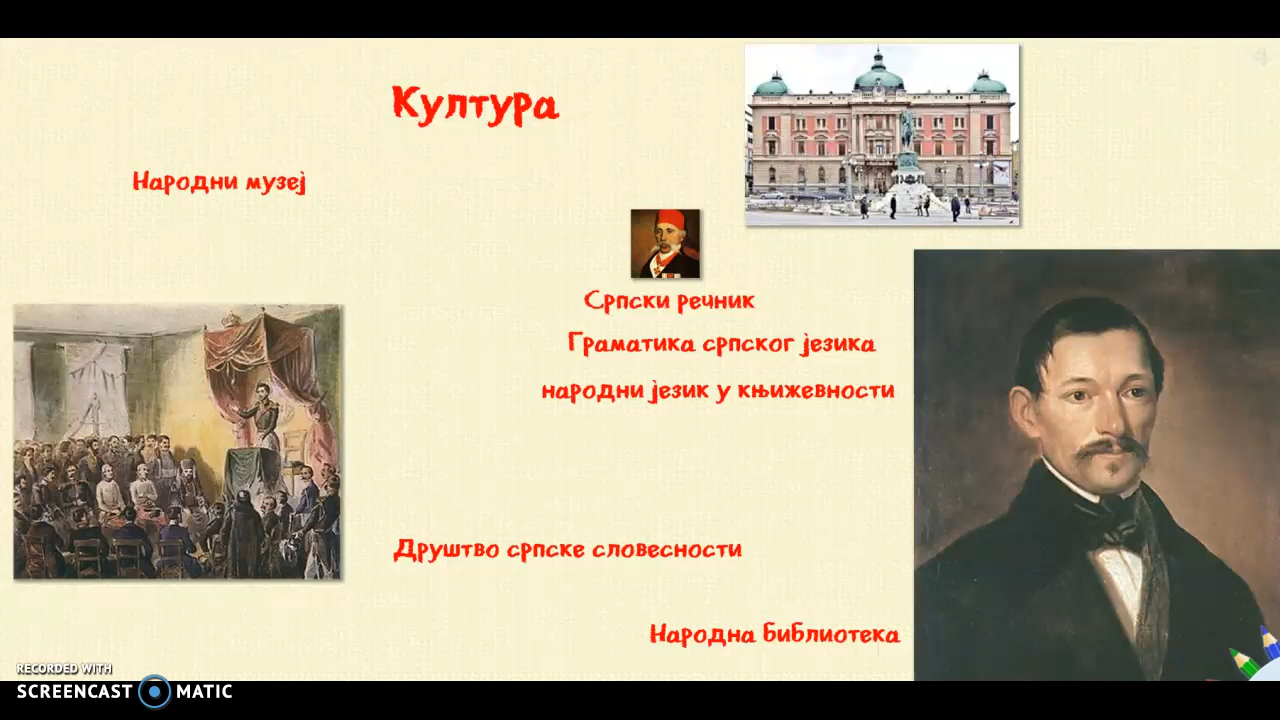 Култура
Народни музеј
Српски речник
Граматика српског језика
народни језик у књижевности
Друштво српске словесности
Народна библиотека
RECORDED WITH
SCREENCAST MATIC